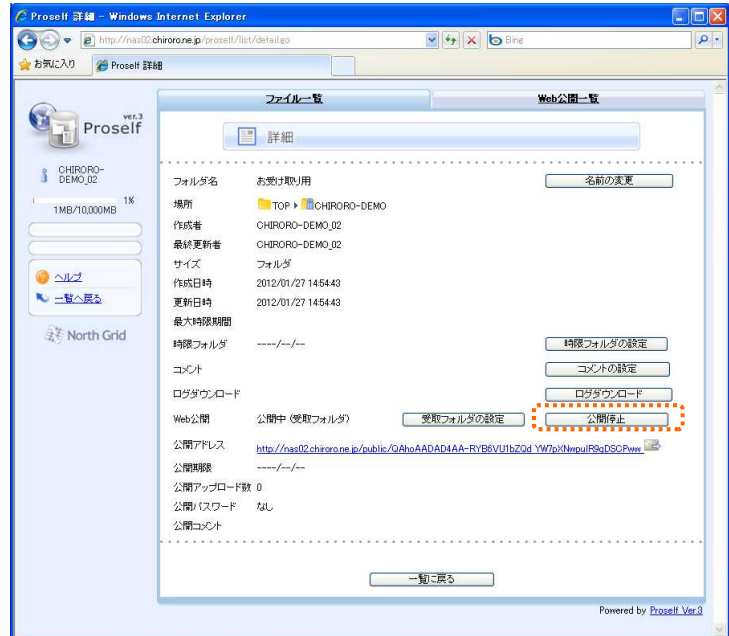 Proself 詳細 - Windows Internet Explorer
http://nas02.chiroro.ne.jp/proself/list/detail.go
Bing
お気に入り
Proself 詳細
ファイル一覧
Web公開一覧
ver.3
Proself
詳細
CHIRORO-
DEMO_02
1%
1MB/10,000MB
ヘルプ
一覧へ戻る
North Grid
フォルダ名 お受け取り用 名前の変更
場所 TOP CHIRORO-DEMO
作成者 CHIRORO-DEMO_02
最終更新者 CHIRORO-DEMO_02
サイズ フォルダ
作成日時 2012/01/27 14:54:43
更新日時 2012/01/27 14:54:43
最大時限期間
時限フォルダ ----/--/-- 時限フォルダの設定
コメント コメントの設定
ログダウンロード ログダウンロード
Web公開 公開中 (受取フォルダ) 受取フォルダの設定 公開停止
公開アドレス http://nas02.chiroro.ne.jp/public/QAhoAADAD4AA-RYB6VU1bZQd_YW7pXNwpulR9qDSCPww
公開期限 ----/--/--
公開アップロード数 0
公開パスワード なし
公開コメント
一覧に戻る
Powered by Proself Ver.3